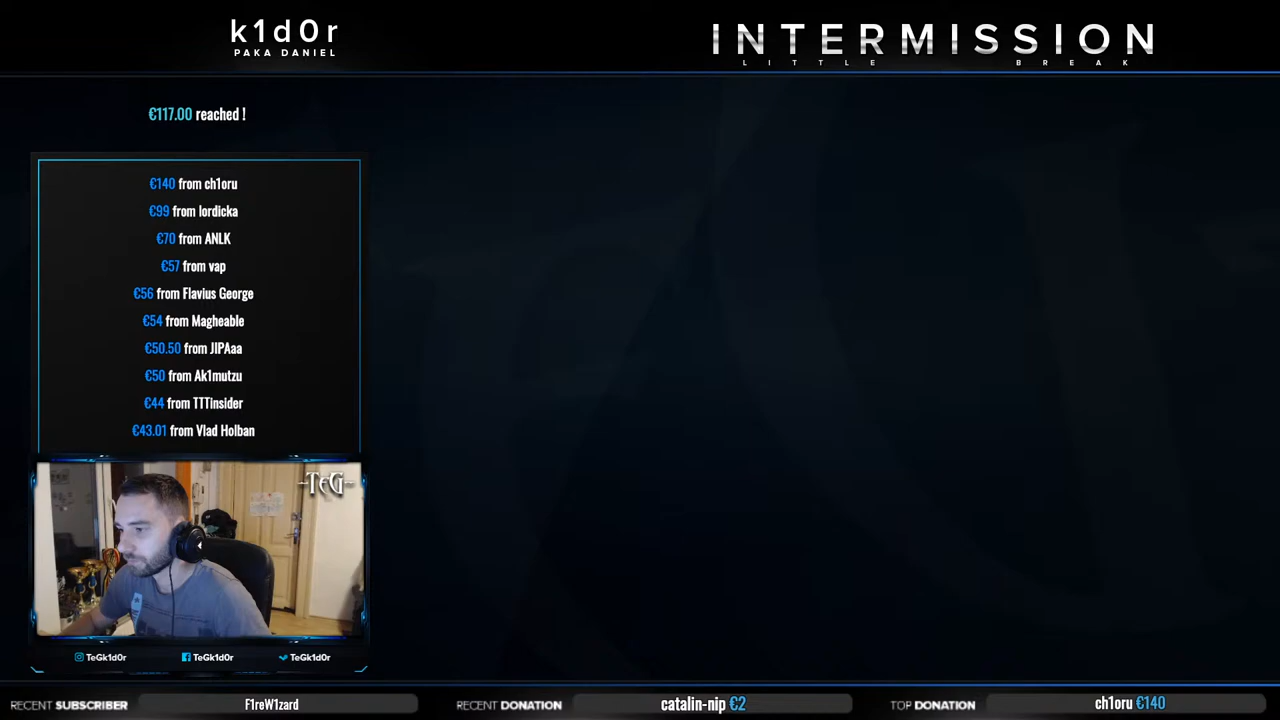 k1d0r
PAKA DANIEL
INTERMISSION
LITTLE BREAK
€117.00 reached !
€140 from ch1oru
€99 from lordicka
€70 from ANLK
€57 from vap
€56 from Flavius George
€54 from Magheable
€50.50 from JIPAaa
€50 from Ak1mutzu
€44 from TTTinsider
€43.01 from Vlad Holban
-TeG-
TeGk1d0r TeGk1d0r TeGk1d0r
RECENT SUBSCRIBER F1reW1zard RECENT DONATION catalin-nip €2 TOP DONATION ch1oru €140